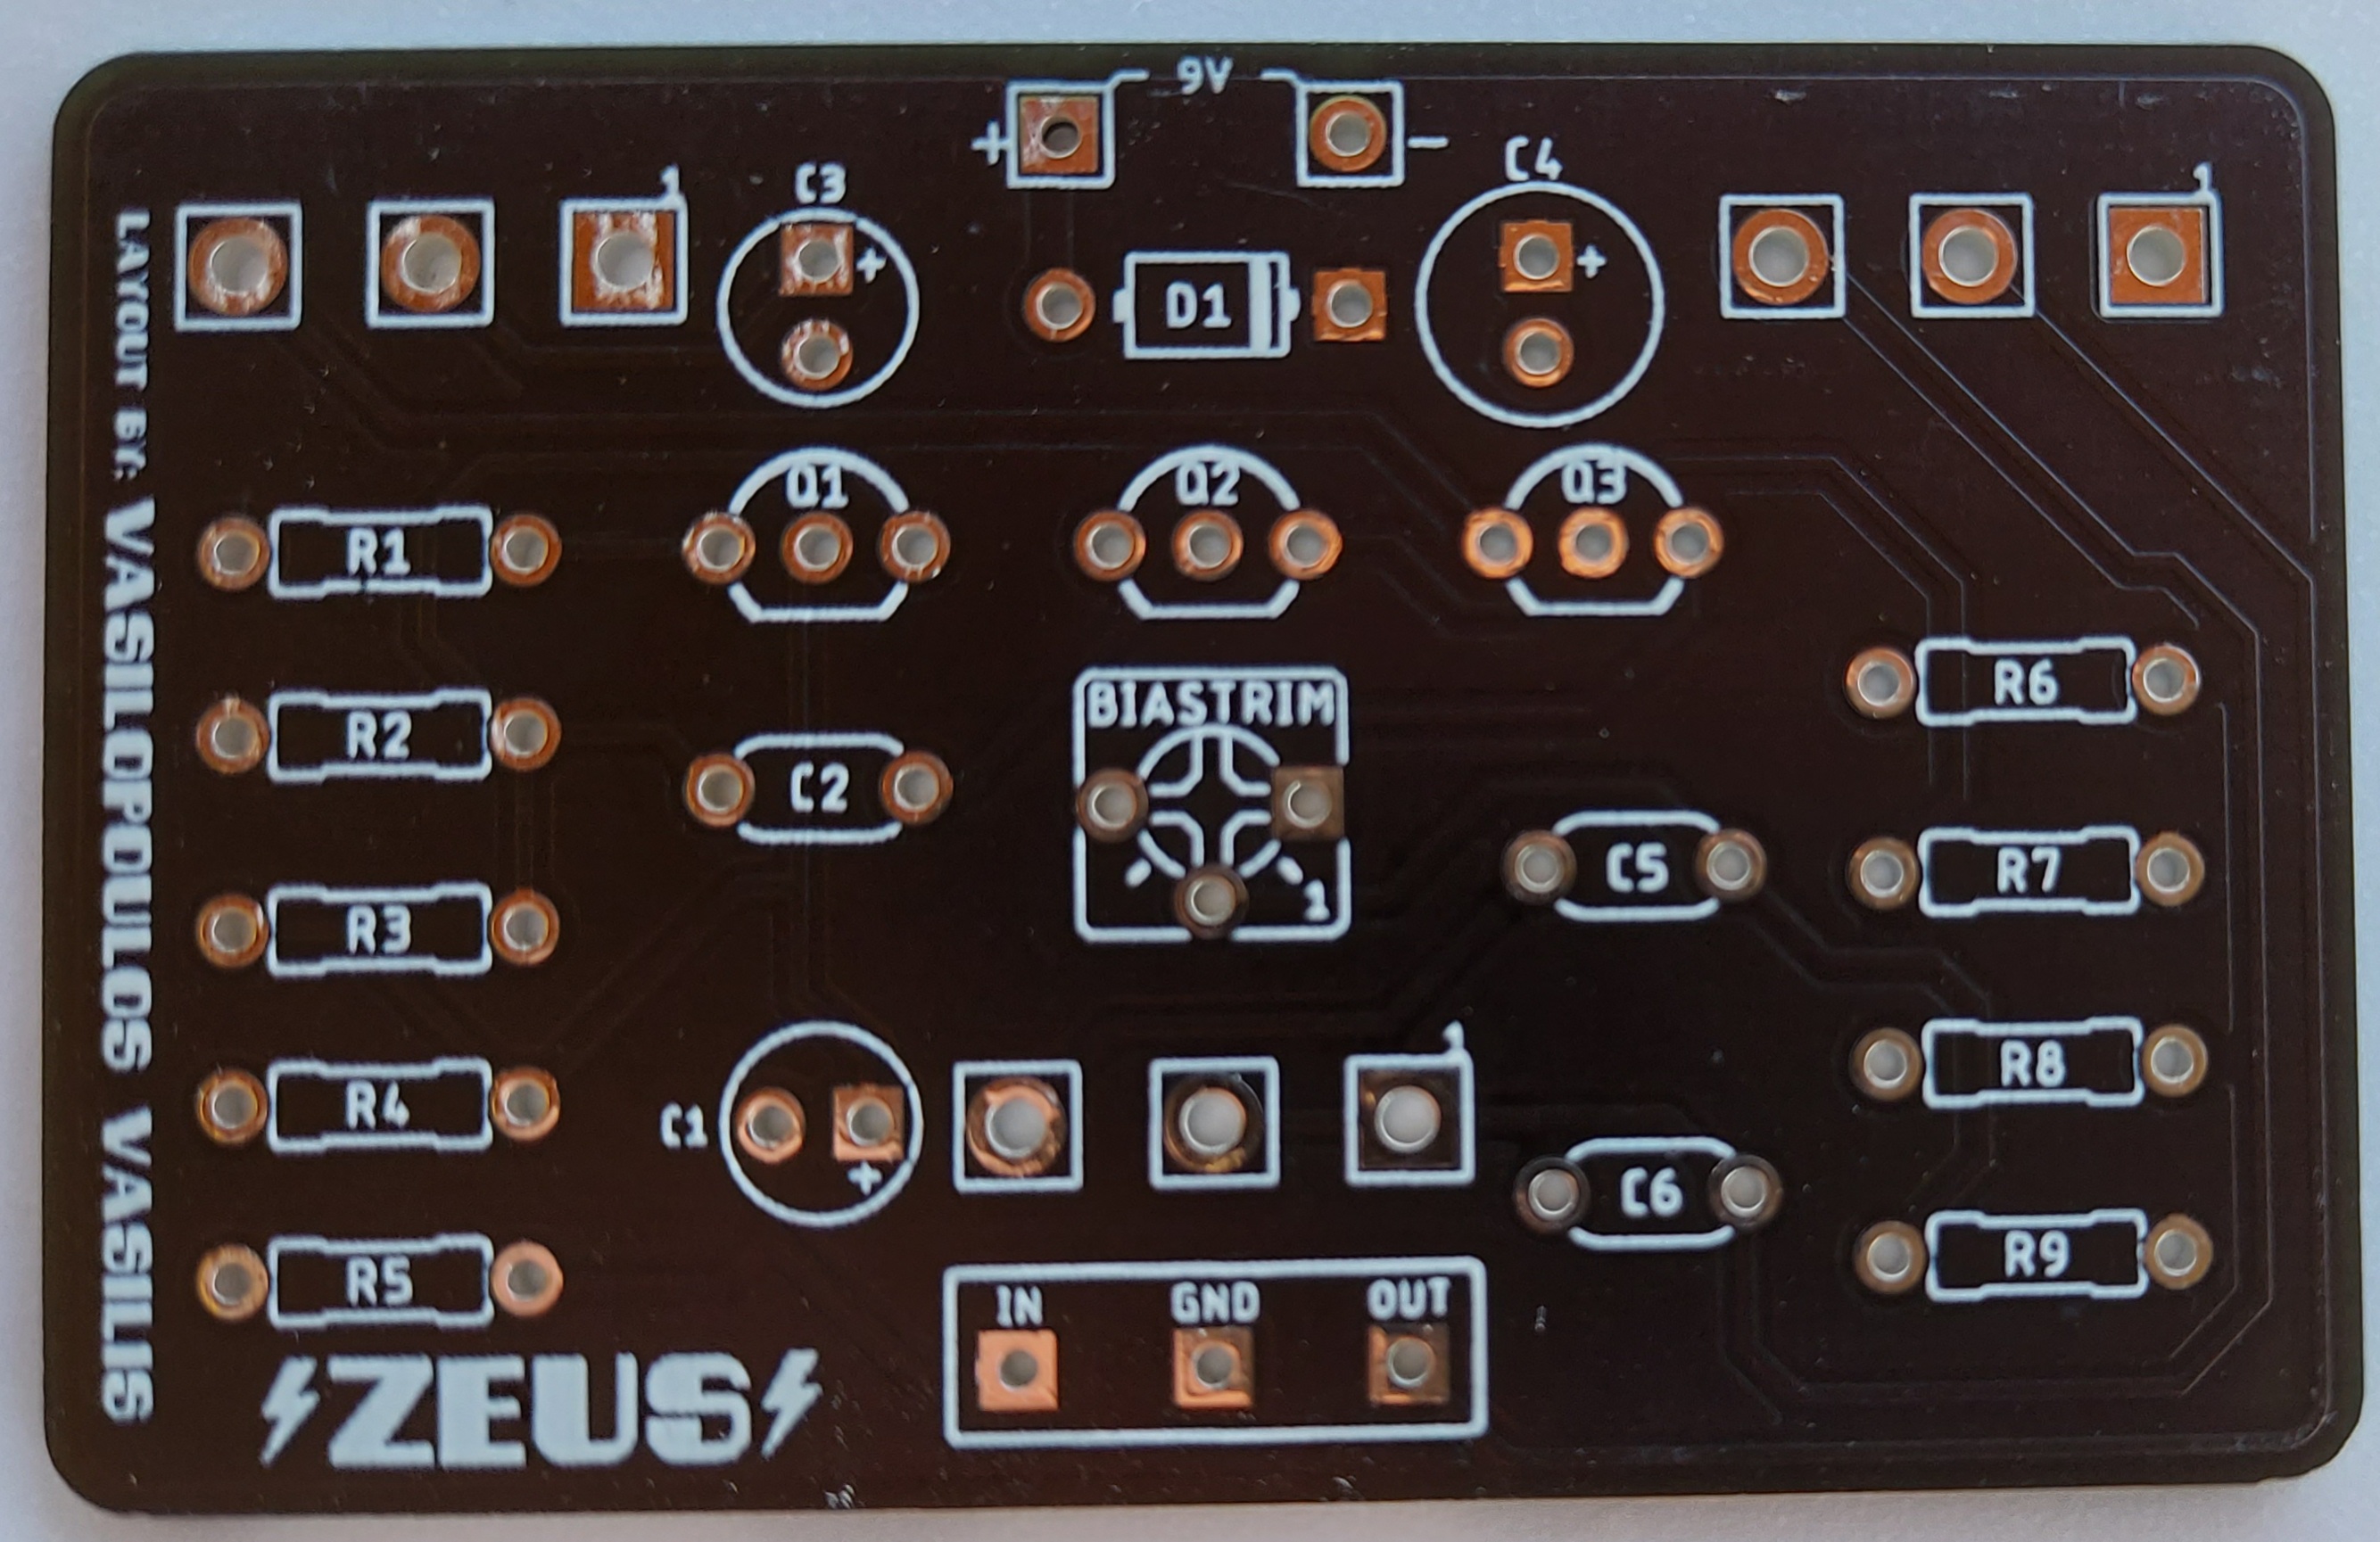 9V
+ -
C3
C4
1
1
+
+
D1
LAYOUT BY: VASILOPOULOS VASILIS
Q1
Q2
Q3
R1
R2
R3
R4
R5
C2
BIASTRIM
1
R6
C5
R7
R8
C1
+
1
C6
R9
IN GND OUT
ZEUS